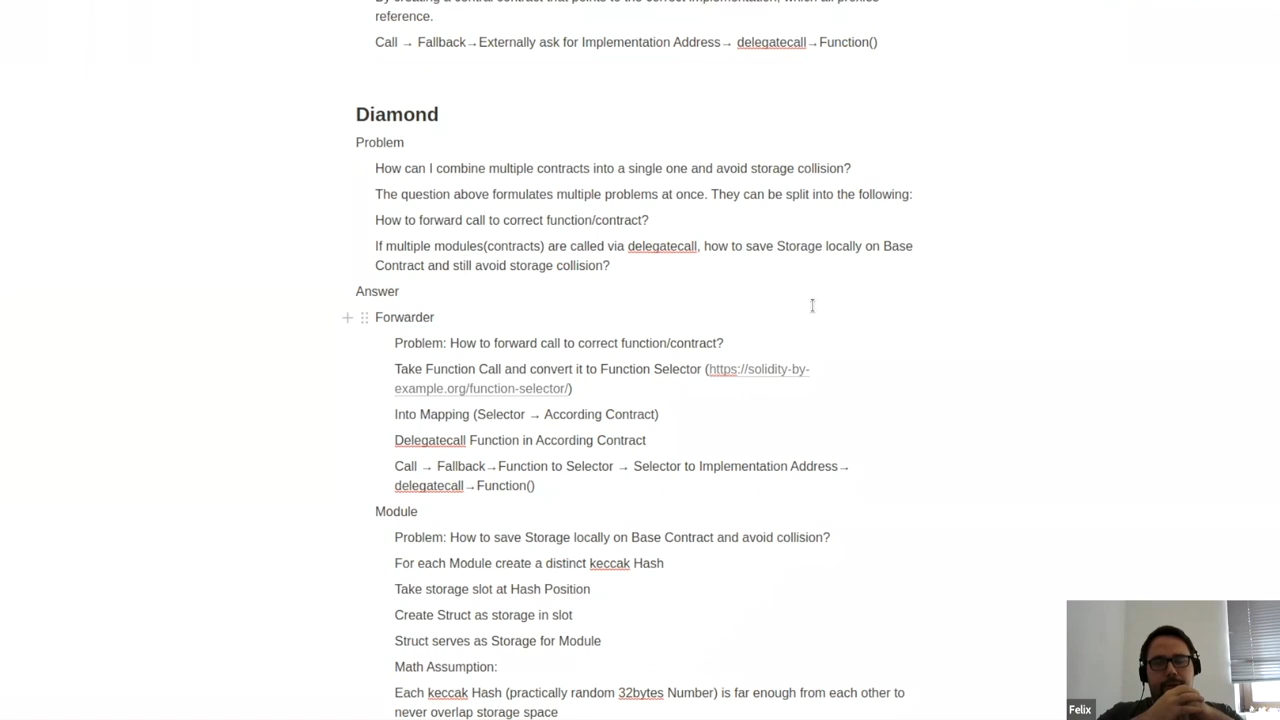 reference.
Call → Fallback→Externally ask for Implementation Address→ delegatecall→Function()
Diamond
Problem
How can I combine multiple contracts into a single one and avoid storage collision?
The question above formulates multiple problems at once. They can be split into the following:
How to forward call to correct function/contract?
If multiple modules(contracts) are called via delegatecall, how to save Storage locally on Base
Contract and still avoid storage collision?
Answer
Forwarder
Problem: How to forward call to correct function/contract?
Take Function Call and convert it to Function Selector (https://solidity-by-
example.org/function-selector/)
Into Mapping (Selector → According Contract)
Delegatecall Function in According Contract
Call → Fallback→Function to Selector → Selector to Implementation Address→
delegatecall→Function()
Module
Problem: How to save Storage locally on Base Contract and avoid collision?
For each Module create a distinct keccak Hash
Take storage slot at Hash Position
Create Struct as storage in slot
Struct serves as Storage for Module
Math Assumption:
Each keccak Hash (practically random 32bytes Number) is far enough from each other to
never overlap storage space
Felix